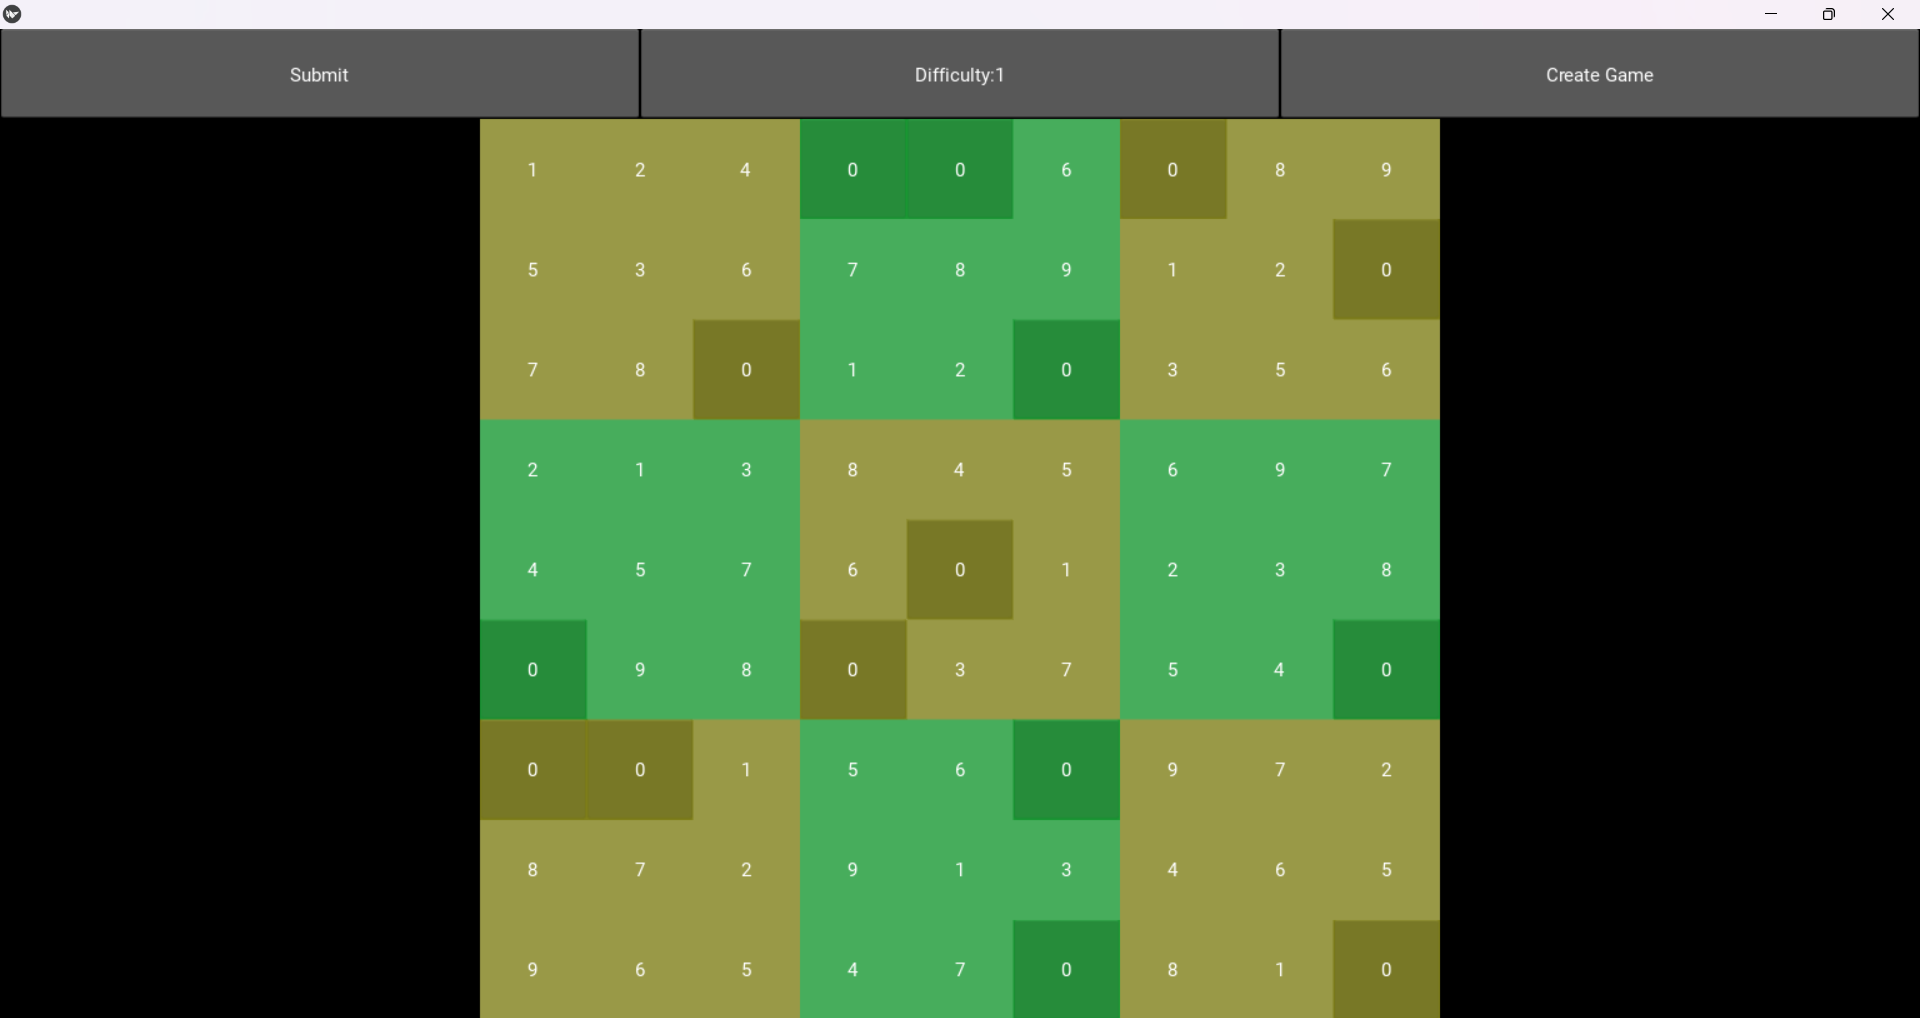 Submit Difficulty:1 Create Game
1 2 4 0 0 6 0 8 9
5 3 6 7 8 9 1 2 0
7 8 0 1 2 0 3 5 6
2 1 3 8 4 5 6 9 7
4 5 7 6 0 1 2 3 8
0 9 8 0 3 7 5 4 0
0 0 1 5 6 0 9 7 2
8 7 2 9 1 3 4 6 5
9 6 5 4 7 0 8 1 0